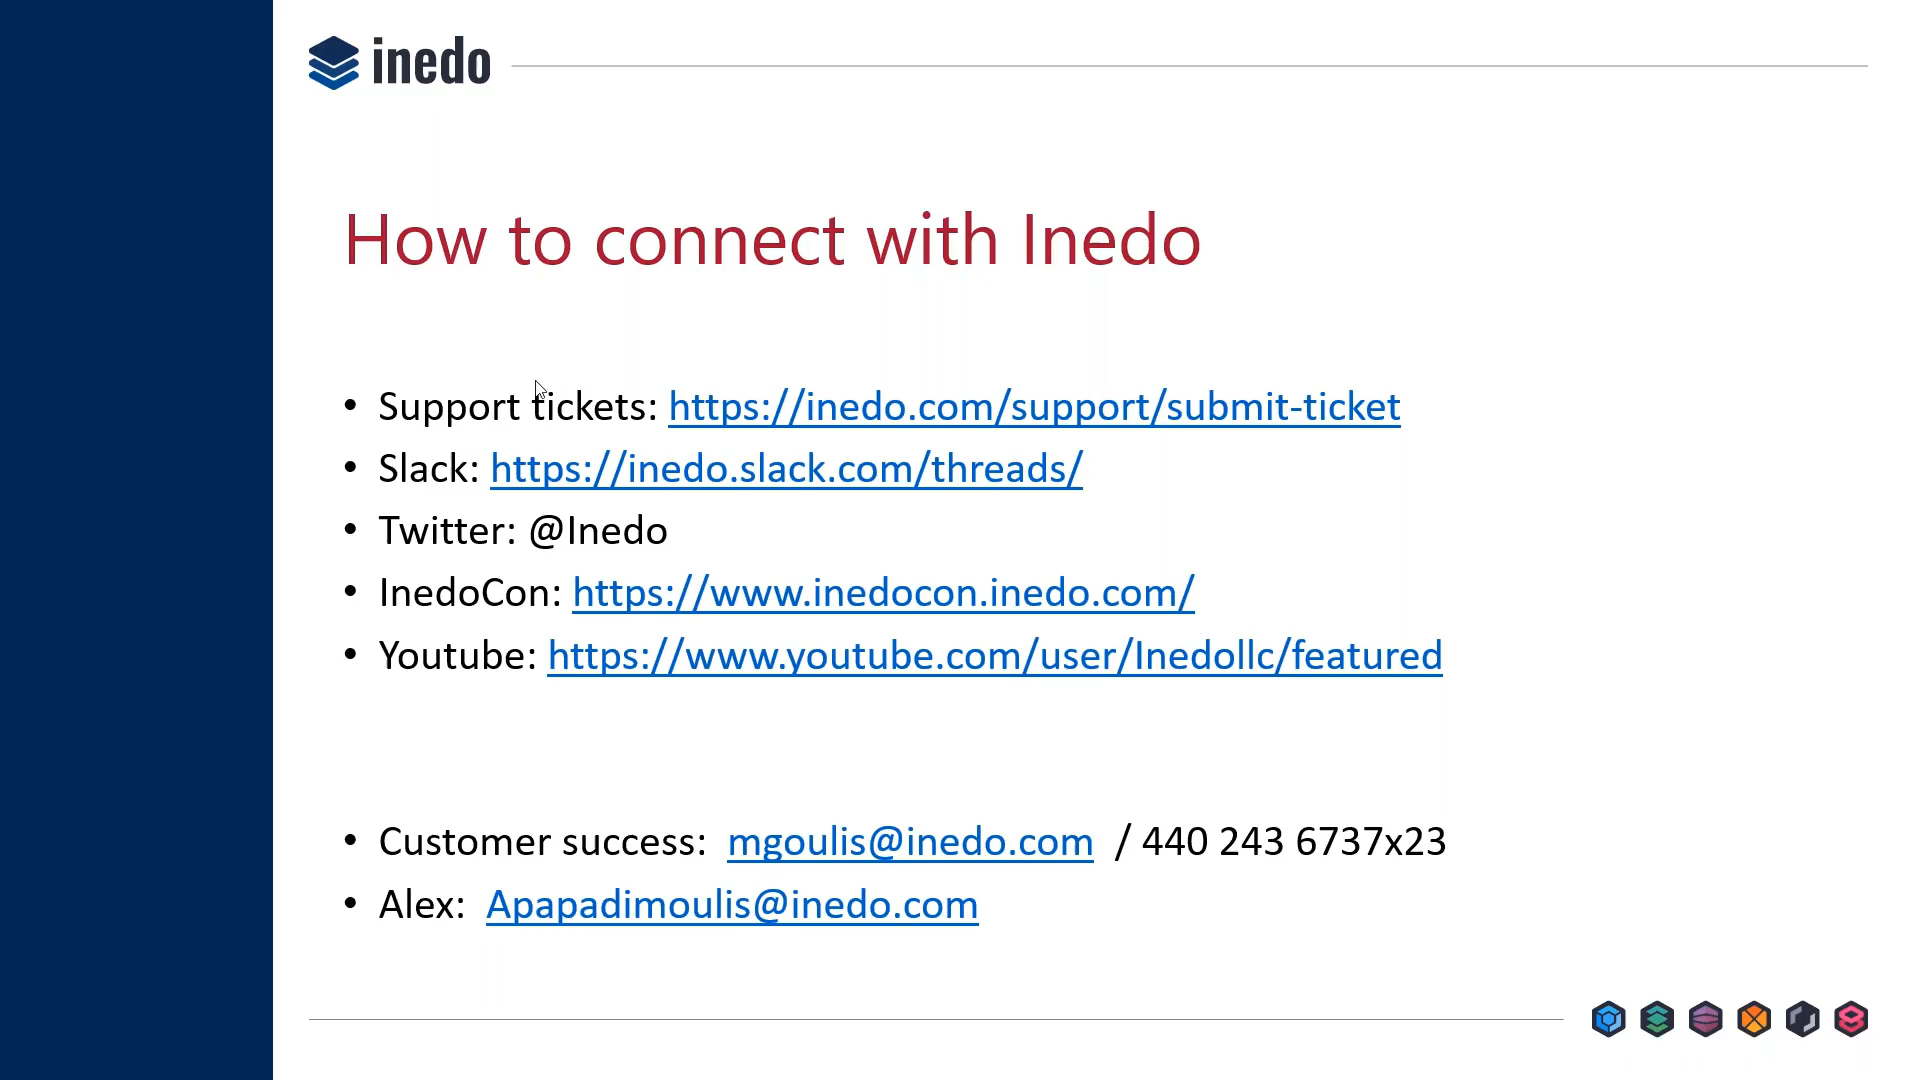 inedo
How to connect with Inedo
• Support tickets: https://inedo.com/support/submit-ticket
• Slack: https://inedo.slack.com/threads/
• Twitter: @Inedo
• InedoCon: https://www.inedocon.inedo.com/
• Youtube: https://www.youtube.com/user/Inedollc/featured
• Customer success: mgoulis@inedo.com / 440 243 6737x23
• Alex: Apapadimoulis@inedo.com